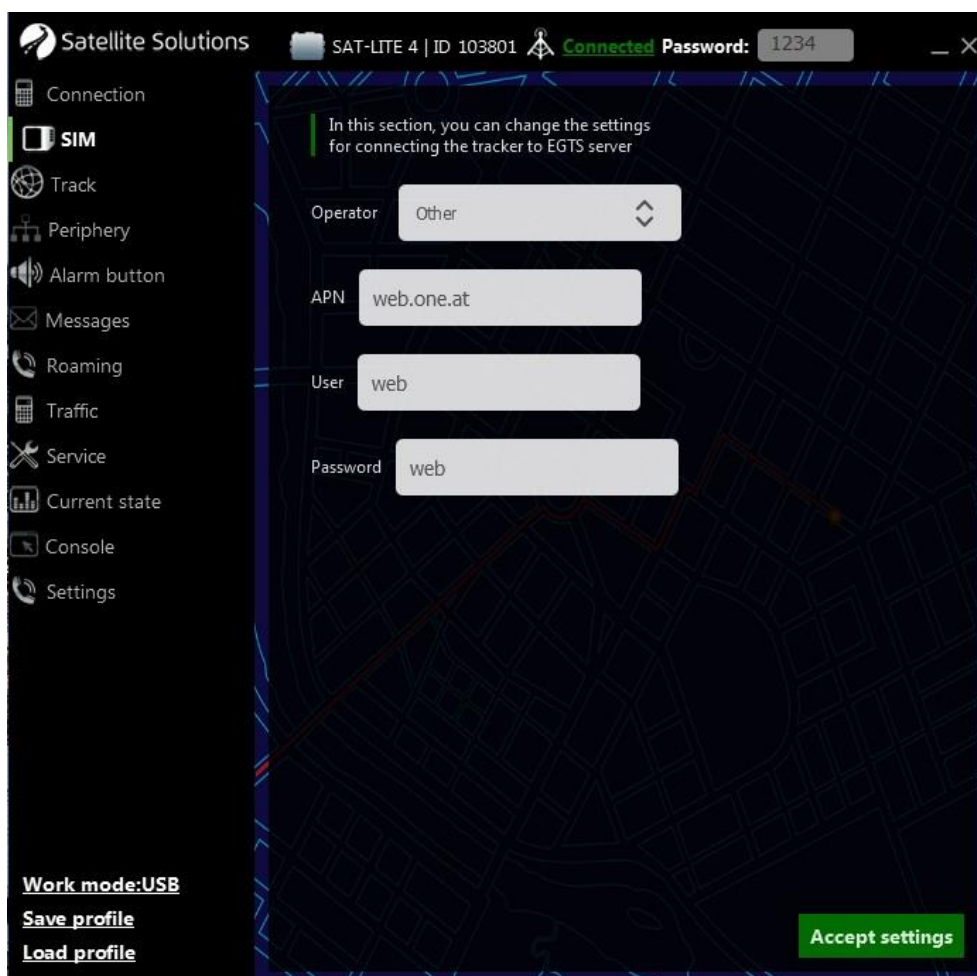 Satellite Solutions
SAT-LITE 4 | ID 103801 Connected Password: 1234
Connection
SIM
Track
Periphery
Alarm button
Messages
Roaming
Traffic
Service
Current state
Console
Settings
In this section, you can change the settings
for connecting the tracker to EGTS server
Operator Other
APN web.one.at
User web
Password web
Work mode:USB
Save profile
Load profile
Accept settings